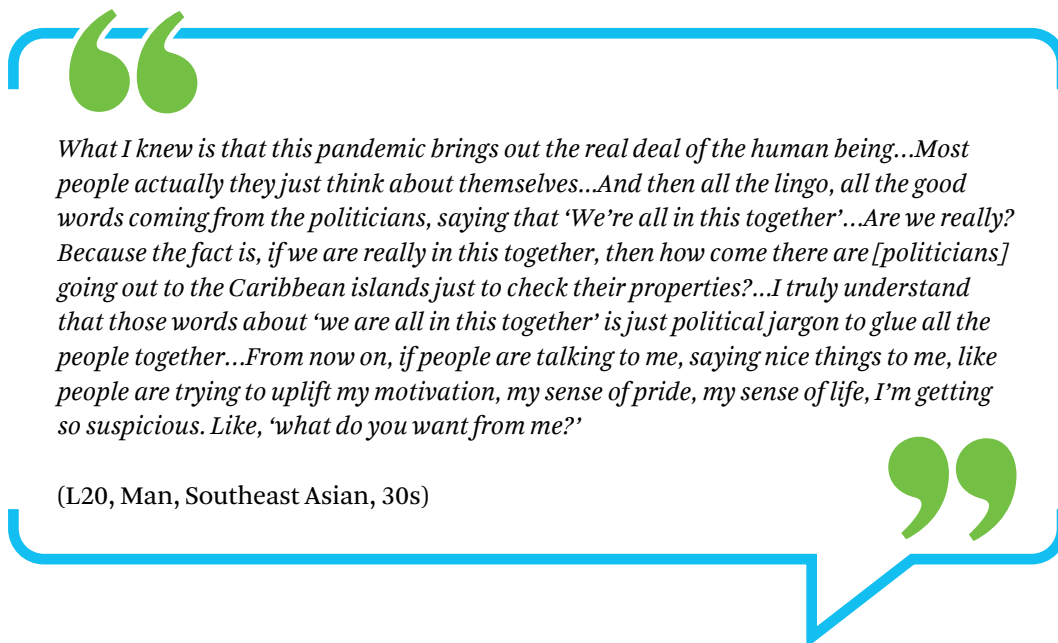 What I knew is that this pandemic brings out the real deal of the human being...Most
people actually they just think about themselves...And then all the lingo, all the good
words coming from the politicians, saying that ‘We’re all in this together’...Are we really?
Because the fact is, if we are really in this together, then how come there are [politicians]
going out to the Caribbean islands just to check their properties?...I truly understand
that those words about ‘we are all in this together’ is just political jargon to glue all the
people together...From now on, if people are talking to me, saying nice things to me, like
people are trying to uplift my motivation, my sense of pride, my sense of life, I’m getting
so suspicious. Like, ‘what do you want from me?’
(L20, Man, Southeast Asian, 30s)